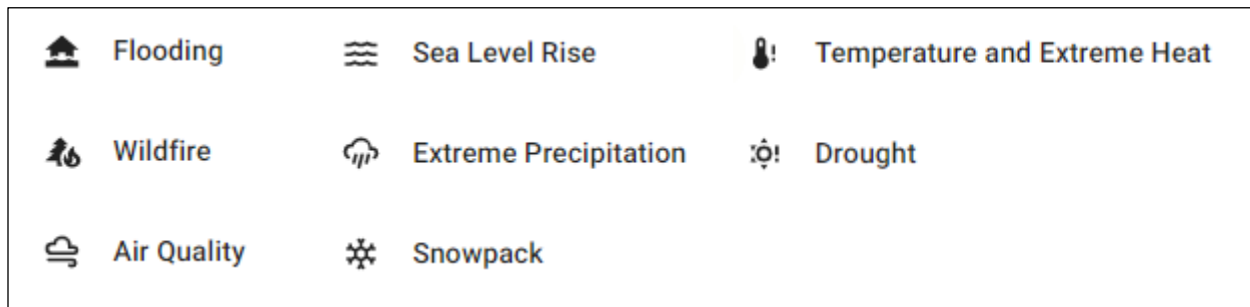 Flooding
Sea Level Rise
Temperature and Extreme Heat
Wildfire
Extreme Precipitation
Drought
Air Quality
Snowpack